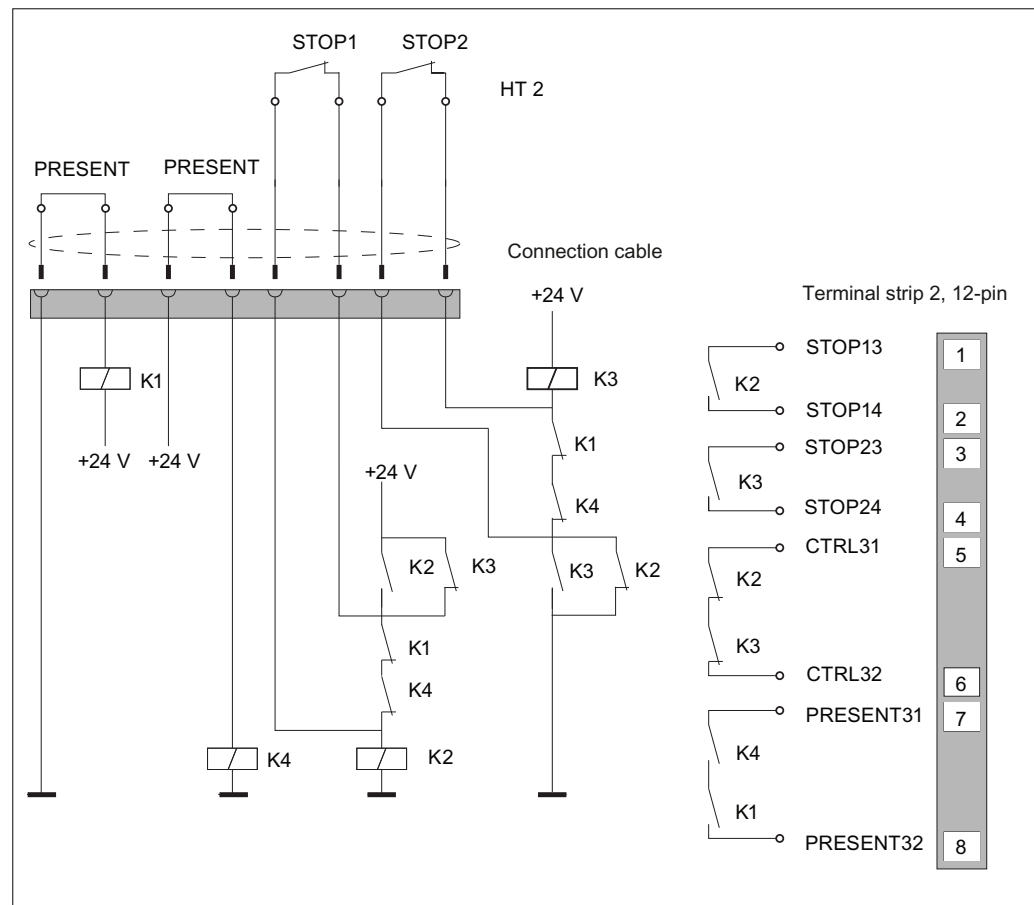 STOP1 STOP2
HT 2
PRESENT PRESENT
Connection cable
+24 V
K1
K3
+24 V +24 V
K1
+24 V
K4
K2 K3
K3 K2
K1
K4
K4 K2
Terminal strip 2, 12-pin
STOP13 1
K2
STOP14 2
STOP23 3
K3
STOP24 4
CTRL31 5
K2
K3
CTRL32 6
PRESENT31 7
K4
K1
PRESENT32 8